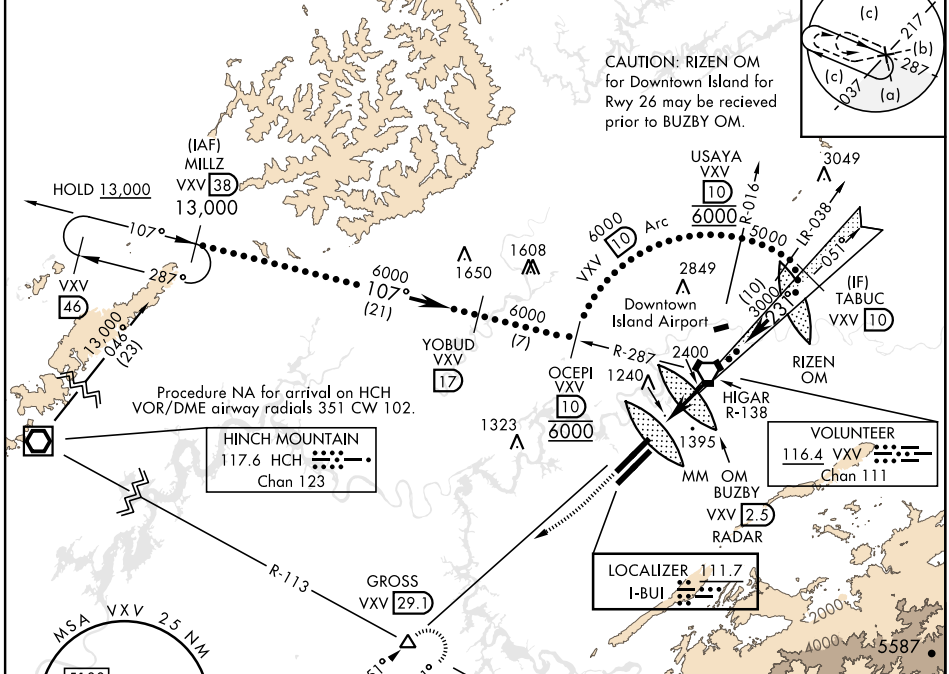 (c)
217
(b)
287
(c)
(a)
037
CAUTION: RIZEN OM
for Downtown Island for
Rwy 26 may be recieved
prior to BUZBY OM.
(IAF)
MILLZ
VXV 38
13,000
HOLD 13,000
107°
287°
VXV
46
13,000
046°
(23)
6000
107°
(21)
1650
1608
6000
(7)
YOBUD
VXV
17
VXV 10 Arc
6000
USAYA
VXV
10
6000
R-016
5000
3049
LR-038
051°
(IF)
TABUC
VXV 10
2849
Downtown
Island Airport
(10)
3000
231°
RIZEN
OM
R-287
2400
1240
OCEPI
VXV
10
6000
HIGAR
R-138
1323
1395
MM
OM
BUZBY
VXV 2.5
RADAR
Procedure NA for arrival on HCH
VOR/DME airway radials 351 CW 102.
HINCH MOUNTAIN
117.6 HCH
Chan 123
VOLUNTEER
116.4 VXV
Chan 111
LOCALIZER 111.7
I-BUI
R-113
GROSS
VXV 29.1
MSA VXV 25 NM
2000
4000
5587